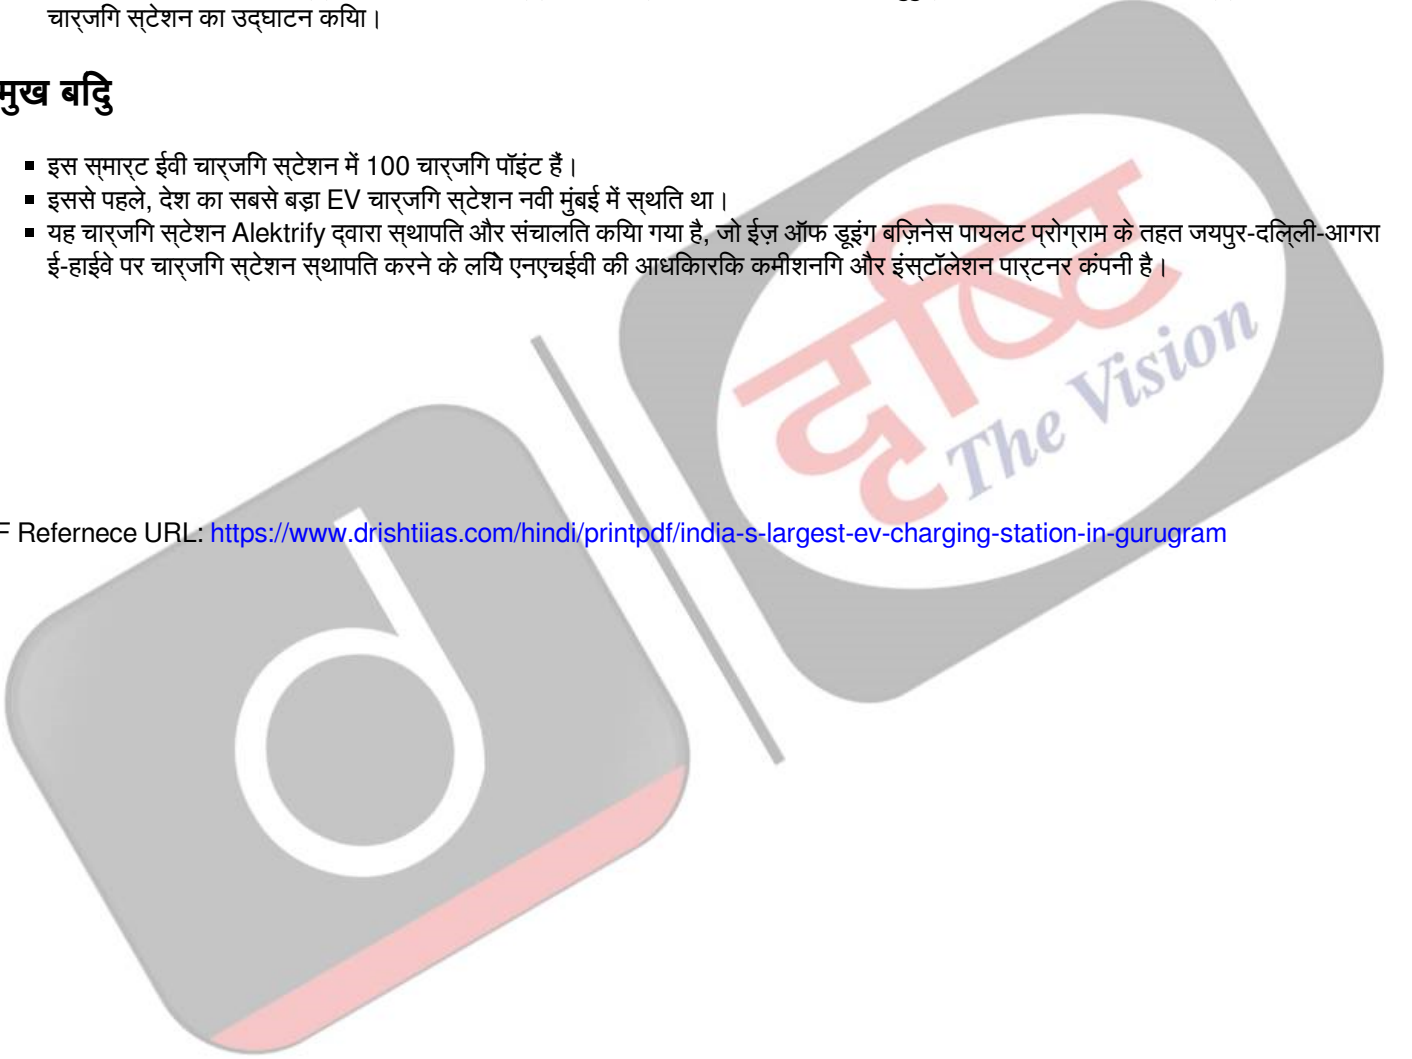 चार्जिंग स्टेशन का उद्घाटन किया।
मुख बिंदु
इस स्मार्ट ईवी चार्जिंग स्टेशन में 100 चार्जिंग पॉइंट हैं।
इससे पहले, देश का सबसे बड़ा EV चार्जिंग स्टेशन नवी मुंबई में स्थित था।
यह चार्जिंग स्टेशन Alektrify द्वारा स्थापित और संचालित किया गया है, जो ईज़ ऑफ डूइंग बिज़नेस पायलट प्रोग्राम के तहत जयपुर-दिल्ली-आगरा
ई-हाईवे पर चार्जिंग स्टेशन स्थापित करने के लिये एनएचईवी की आधिकारिक कमीशनिंग और इंस्टॉलेशन पार्टनर कंपनी है।
दृष्टि
The Vision
F Refernece URL: https://www.drishtiias.com/hindi/printpdf/india-s-largest-ev-charging-station-in-gurugram
d